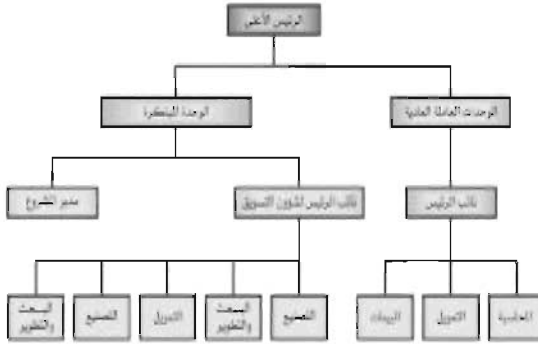 الرئيس الأعلى
الوحدات العاملة العادية
الوحدة المبتكرة
نائب الرئيس
نائب الرئيس لشؤون التسويق
مدير المشروع
المحاسبة
التمويل
المبيعات
التصنيع
البحث
والتطوير
التمويل
التصنيع
البحث
والتطوير